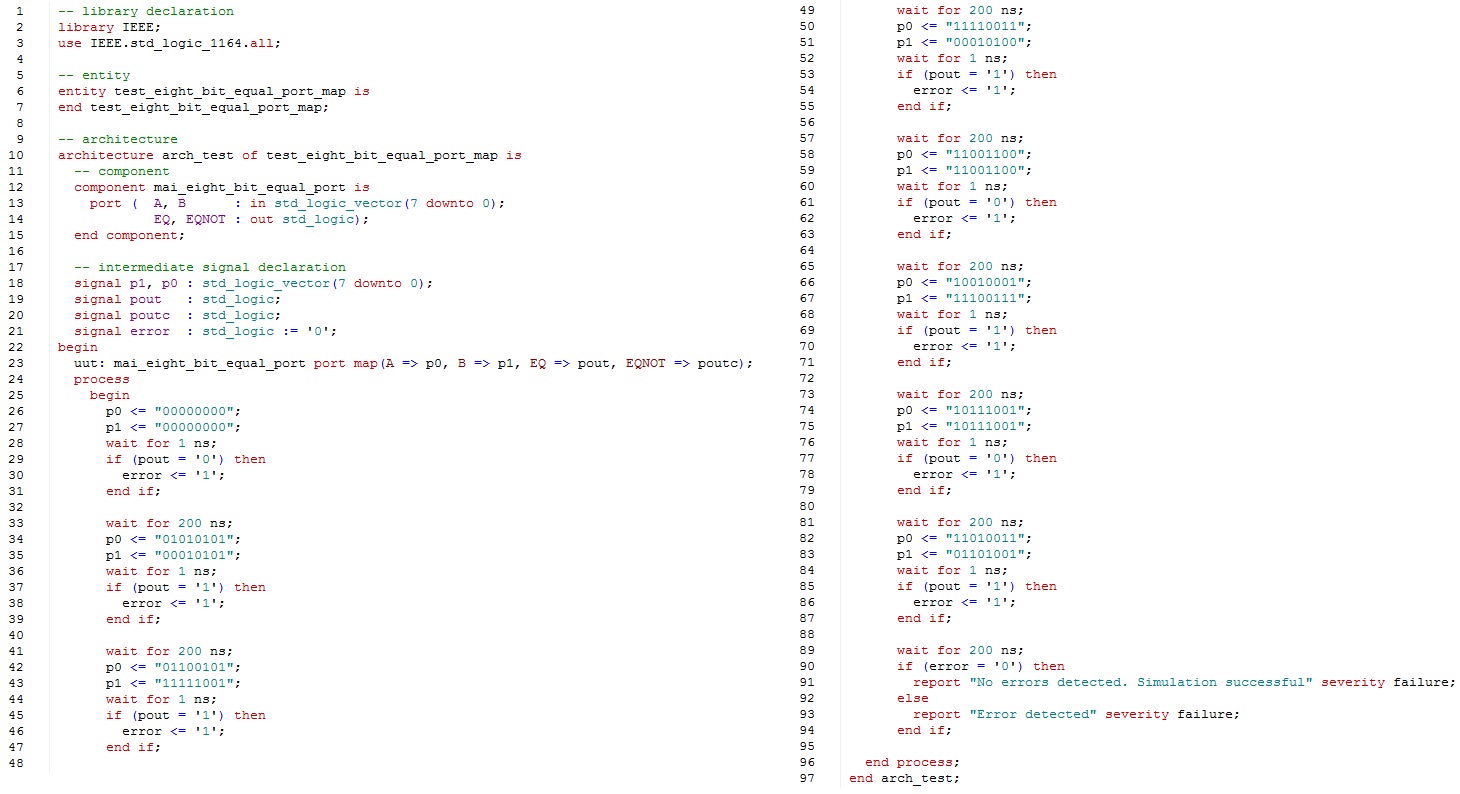 1 -- library declaration
2 library IEEE;
3 use IEEE.std_logic_1164.all;
4
5 -- entity
6 entity test_eight_bit_equal_port_map is
7 end test_eight_bit_equal_port_map;
8
9 -- architecture
10 architecture arch_test of test_eight_bit_equal_port_map is
11   -- component
12   component mai_eight_bit_equal_port is
13     port (  A, B      : in std_logic_vector(7 downto 0);
14             EQ, EQNOT : out std_logic);
15   end component;
16
17   -- intermediate signal declaration
18   signal p1, p0 : std_logic_vector(7 downto 0);
19   signal pout   : std_logic;
20   signal poutc  : std_logic;
21   signal error  : std_logic := '0';
22 begin
23   uut: mai_eight_bit_equal_port port map(A => p0, B => p1, EQ => pout, EQNOT => poutc);
24   process
25     begin
26       p0 <= "00000000";
27       p1 <= "00000000";
28       wait for 1 ns;
29       if (pout = '0') then
30         error <= '1';
31       end if;
32
33       wait for 200 ns;
34       p0 <= "01010101";
35       p1 <= "00010101";
36       wait for 1 ns;
37       if (pout = '1') then
38         error <= '1';
39       end if;
40
41       wait for 200 ns;
42       p0 <= "01100101";
43       p1 <= "11111001";
44       wait for 1 ns;
45       if (pout = '1') then
46         error <= '1';
47       end if;
48
49       wait for 200 ns;
50       p0 <= "11110011";
51       p1 <= "00010100";
52       wait for 1 ns;
53       if (pout = '1') then
54         error <= '1';
55       end if;
56
57       wait for 200 ns;
58       p0 <= "11001100";
59       p1 <= "11001100";
60       wait for 1 ns;
61       if (pout = '0') then
62         error <= '1';
63       end if;
64
65       wait for 200 ns;
66       p0 <= "10010001";
67       p1 <= "11100111";
68       wait for 1 ns;
69       if (pout = '1') then
70         error <= '1';
71       end if;
72
73       wait for 200 ns;
74       p0 <= "10111001";
75       p1 <= "10111001";
76       wait for 1 ns;
77       if (pout = '0') then
78         error <= '1';
79       end if;
80
81       wait for 200 ns;
82       p0 <= "11010011";
83       p1 <= "01101001";
84       wait for 1 ns;
85       if (pout = '1') then
86         error <= '1';
87       end if;
88
89       wait for 200 ns;
90       if (error = '0') then
91         report "No errors detected. Simulation successful" severity failure;
92       else
93         report "Error detected" severity failure;
94       end if;
95
96   end process;
97 end arch_test;